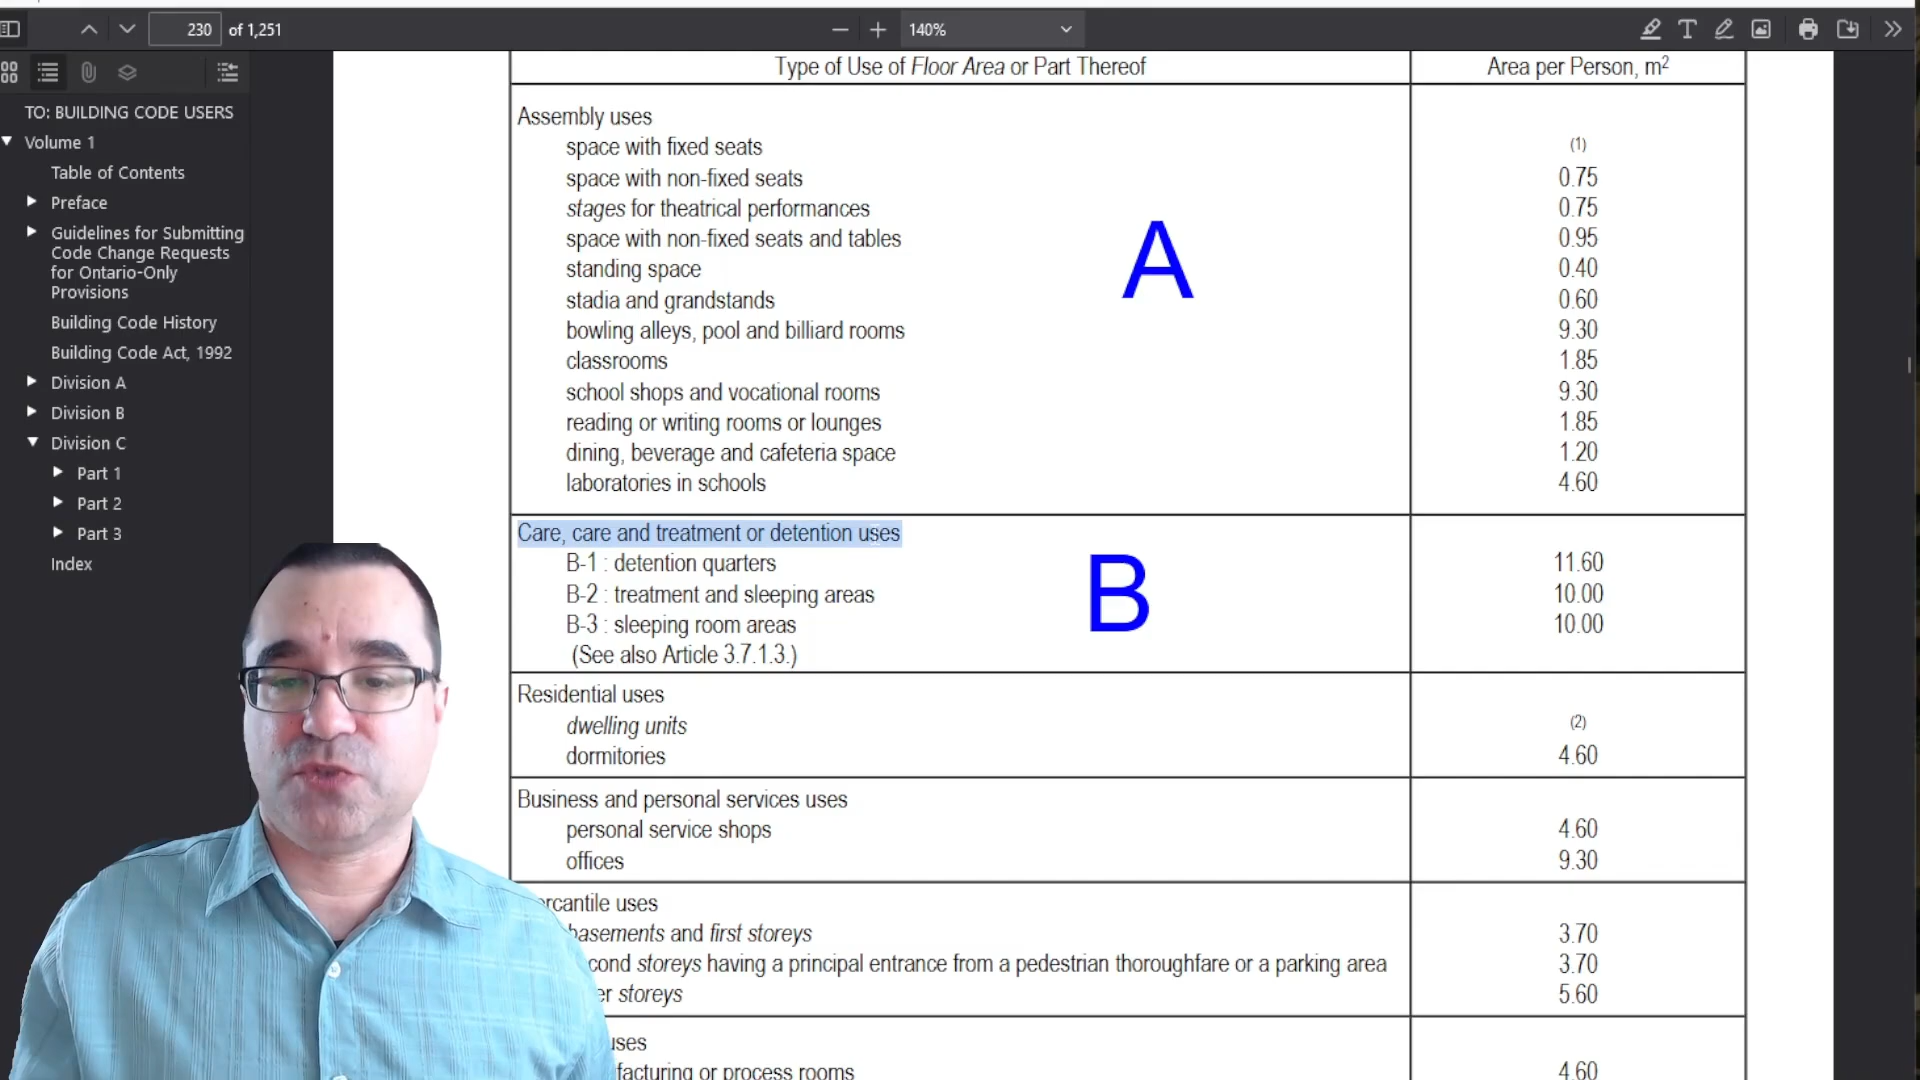 230 of 1,251
140%
TO: BUILDING CODE USERS
Volume 1
Table of Contents
Preface
Guidelines for Submitting
Code Change Requests
for Ontario-Only
Provisions
Building Code History
Building Code Act, 1992
Division A
Division B
Division C
Part 1
Part 2
Part 3
Index
Type of Use of Floor Area or Part Thereof Area per Person, m²
Assembly uses
space with fixed seats (1)
space with non-fixed seats 0.75
stages for theatrical performances 0.75
space with non-fixed seats and tables 0.95
standing space 0.40
stadia and grandstands 0.60
bowling alleys, pool and billiard rooms 9.30
classrooms 1.85
school shops and vocational rooms 9.30
reading or writing rooms or lounges 1.85
dining, beverage and cafeteria space 1.20
laboratories in schools 4.60
A
Care, care and treatment or detention uses
B-1 : detention quarters 11.60
B-2 : treatment and sleeping areas 10.00
B-3 : sleeping room areas 10.00
(See also Article 3.7.1.3.)
B
Residential uses
dwelling units (2)
dormitories 4.60
Business and personal services uses
personal service shops 4.60
offices 9.30
rcantile uses
basements and first storeys 3.70
cond storeys having a principal entrance from a pedestrian thoroughfare or a parking area 3.70
er storeys 5.60
uses
facturing or process rooms 4.60